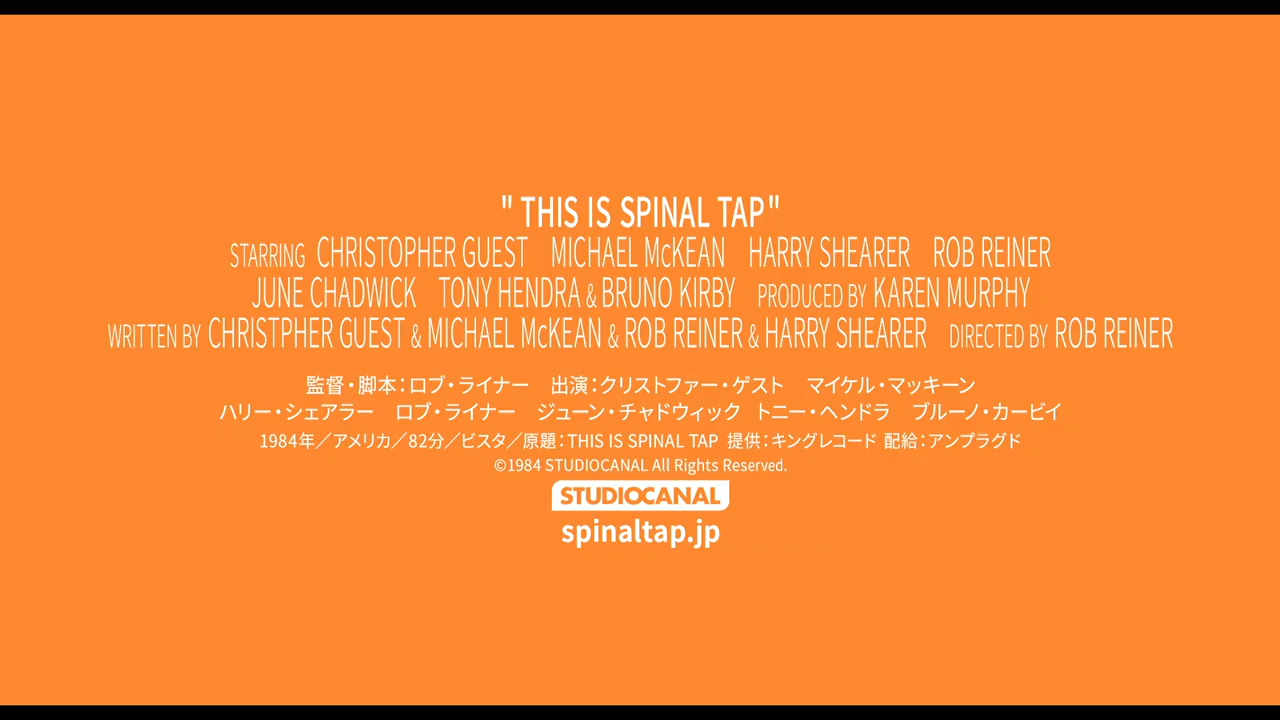 "THIS IS SPINAL TAP"
STARRING CHRISTOPHER GUEST MICHAEL McKEAN HARRY SHEARER ROB REINER
JUNE CHADWICK TONY HENDRA & BRUNO KIRBY PRODUCED BY KAREN MURPHY
WRITTEN BY CHRISTPHER GUEST & MICHAEL McKEAN & ROB REINER & HARRY SHEARER DIRECTED BY ROB REINER
監督・脚本：ロブ・ライナー 出演：クリストファー・ゲスト マイケル・マッキーン
ハリー・シェアラー ロブ・ライナー ジューン・チャドウィック トニー・ヘンドラ ブルーノ・カービイ
1984年／アメリカ／82分／ビスタ／原題：THIS IS SPINAL TAP 提供：キングレコード 配給：アンプラグド
©1984 STUDIOCANAL All Rights Reserved.
STUDIOCANAL
spinaltap.jp